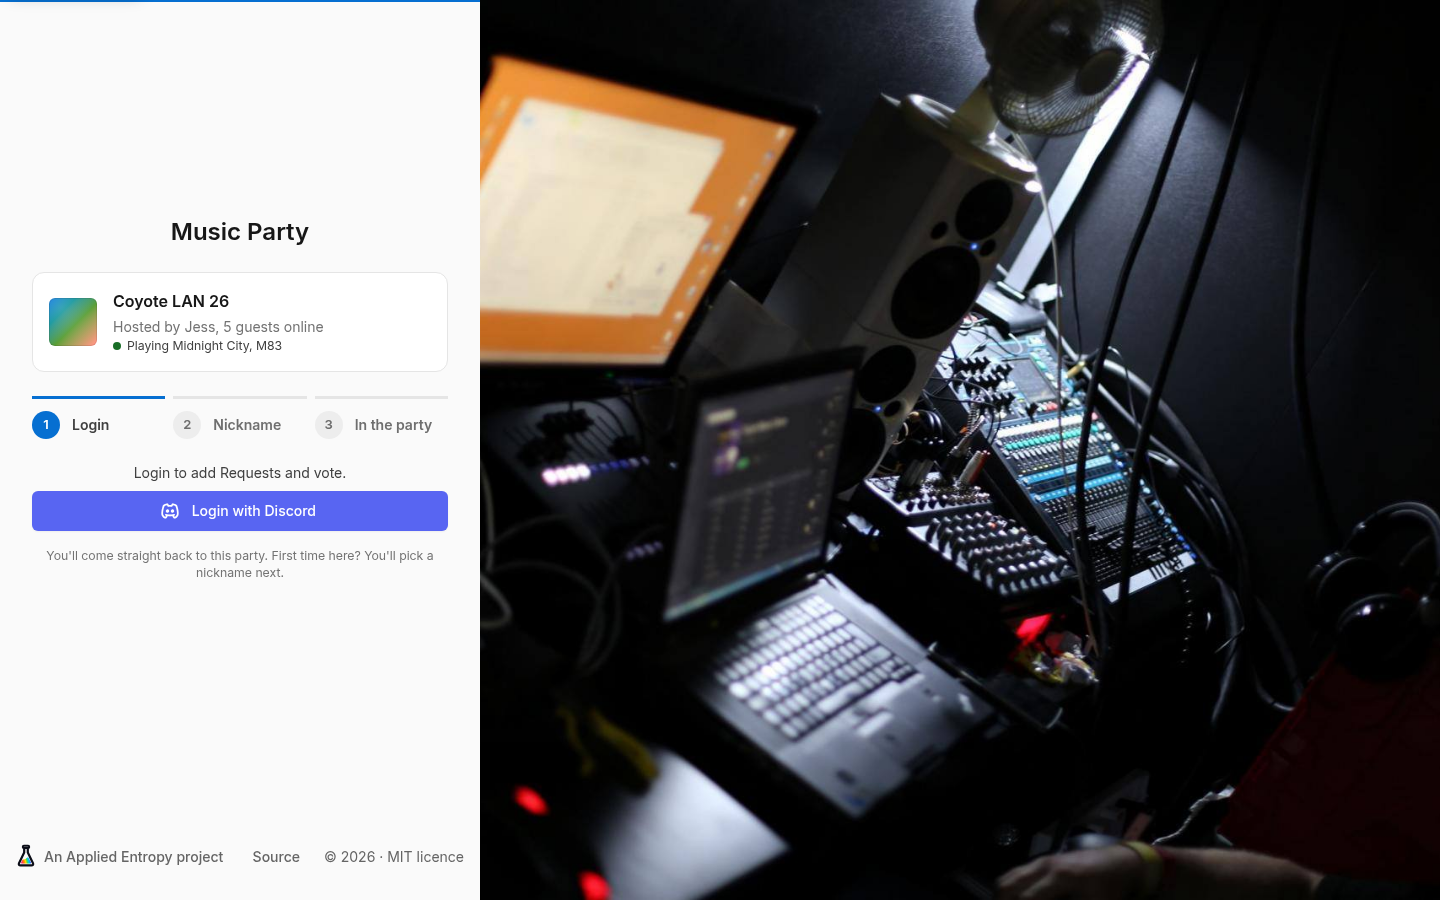 Music Party
Coyote LAN 26
Hosted by Jess, 5 guests online
Playing Midnight City, M83
1 Login
2 Nickname
3 In the party
Login to add Requests and vote.
Login with Discord
You'll come straight back to this party. First time here? You'll pick a
nickname next.
An Applied Entropy project
Source
© 2026 · MIT licence